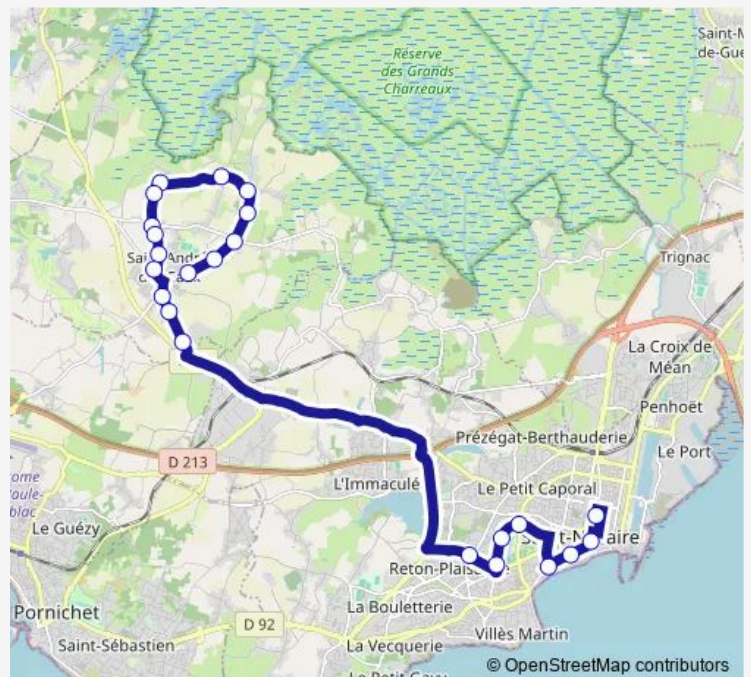 Réserve
des Grands
Charreaux
Saint-M
de-Gue
Trignac
La Croix de
Méan
Penhoët
Prézégat-Berthauderie
Le Port
D 213
L'Immaculé
Le Petit Caporal
Le Guézy
Reton-Plais
Pornichet
La Bouletterie
D 92
Villès Martin
Saint-Sébastien
La Vecquerie
© OpenStreetMap contributors